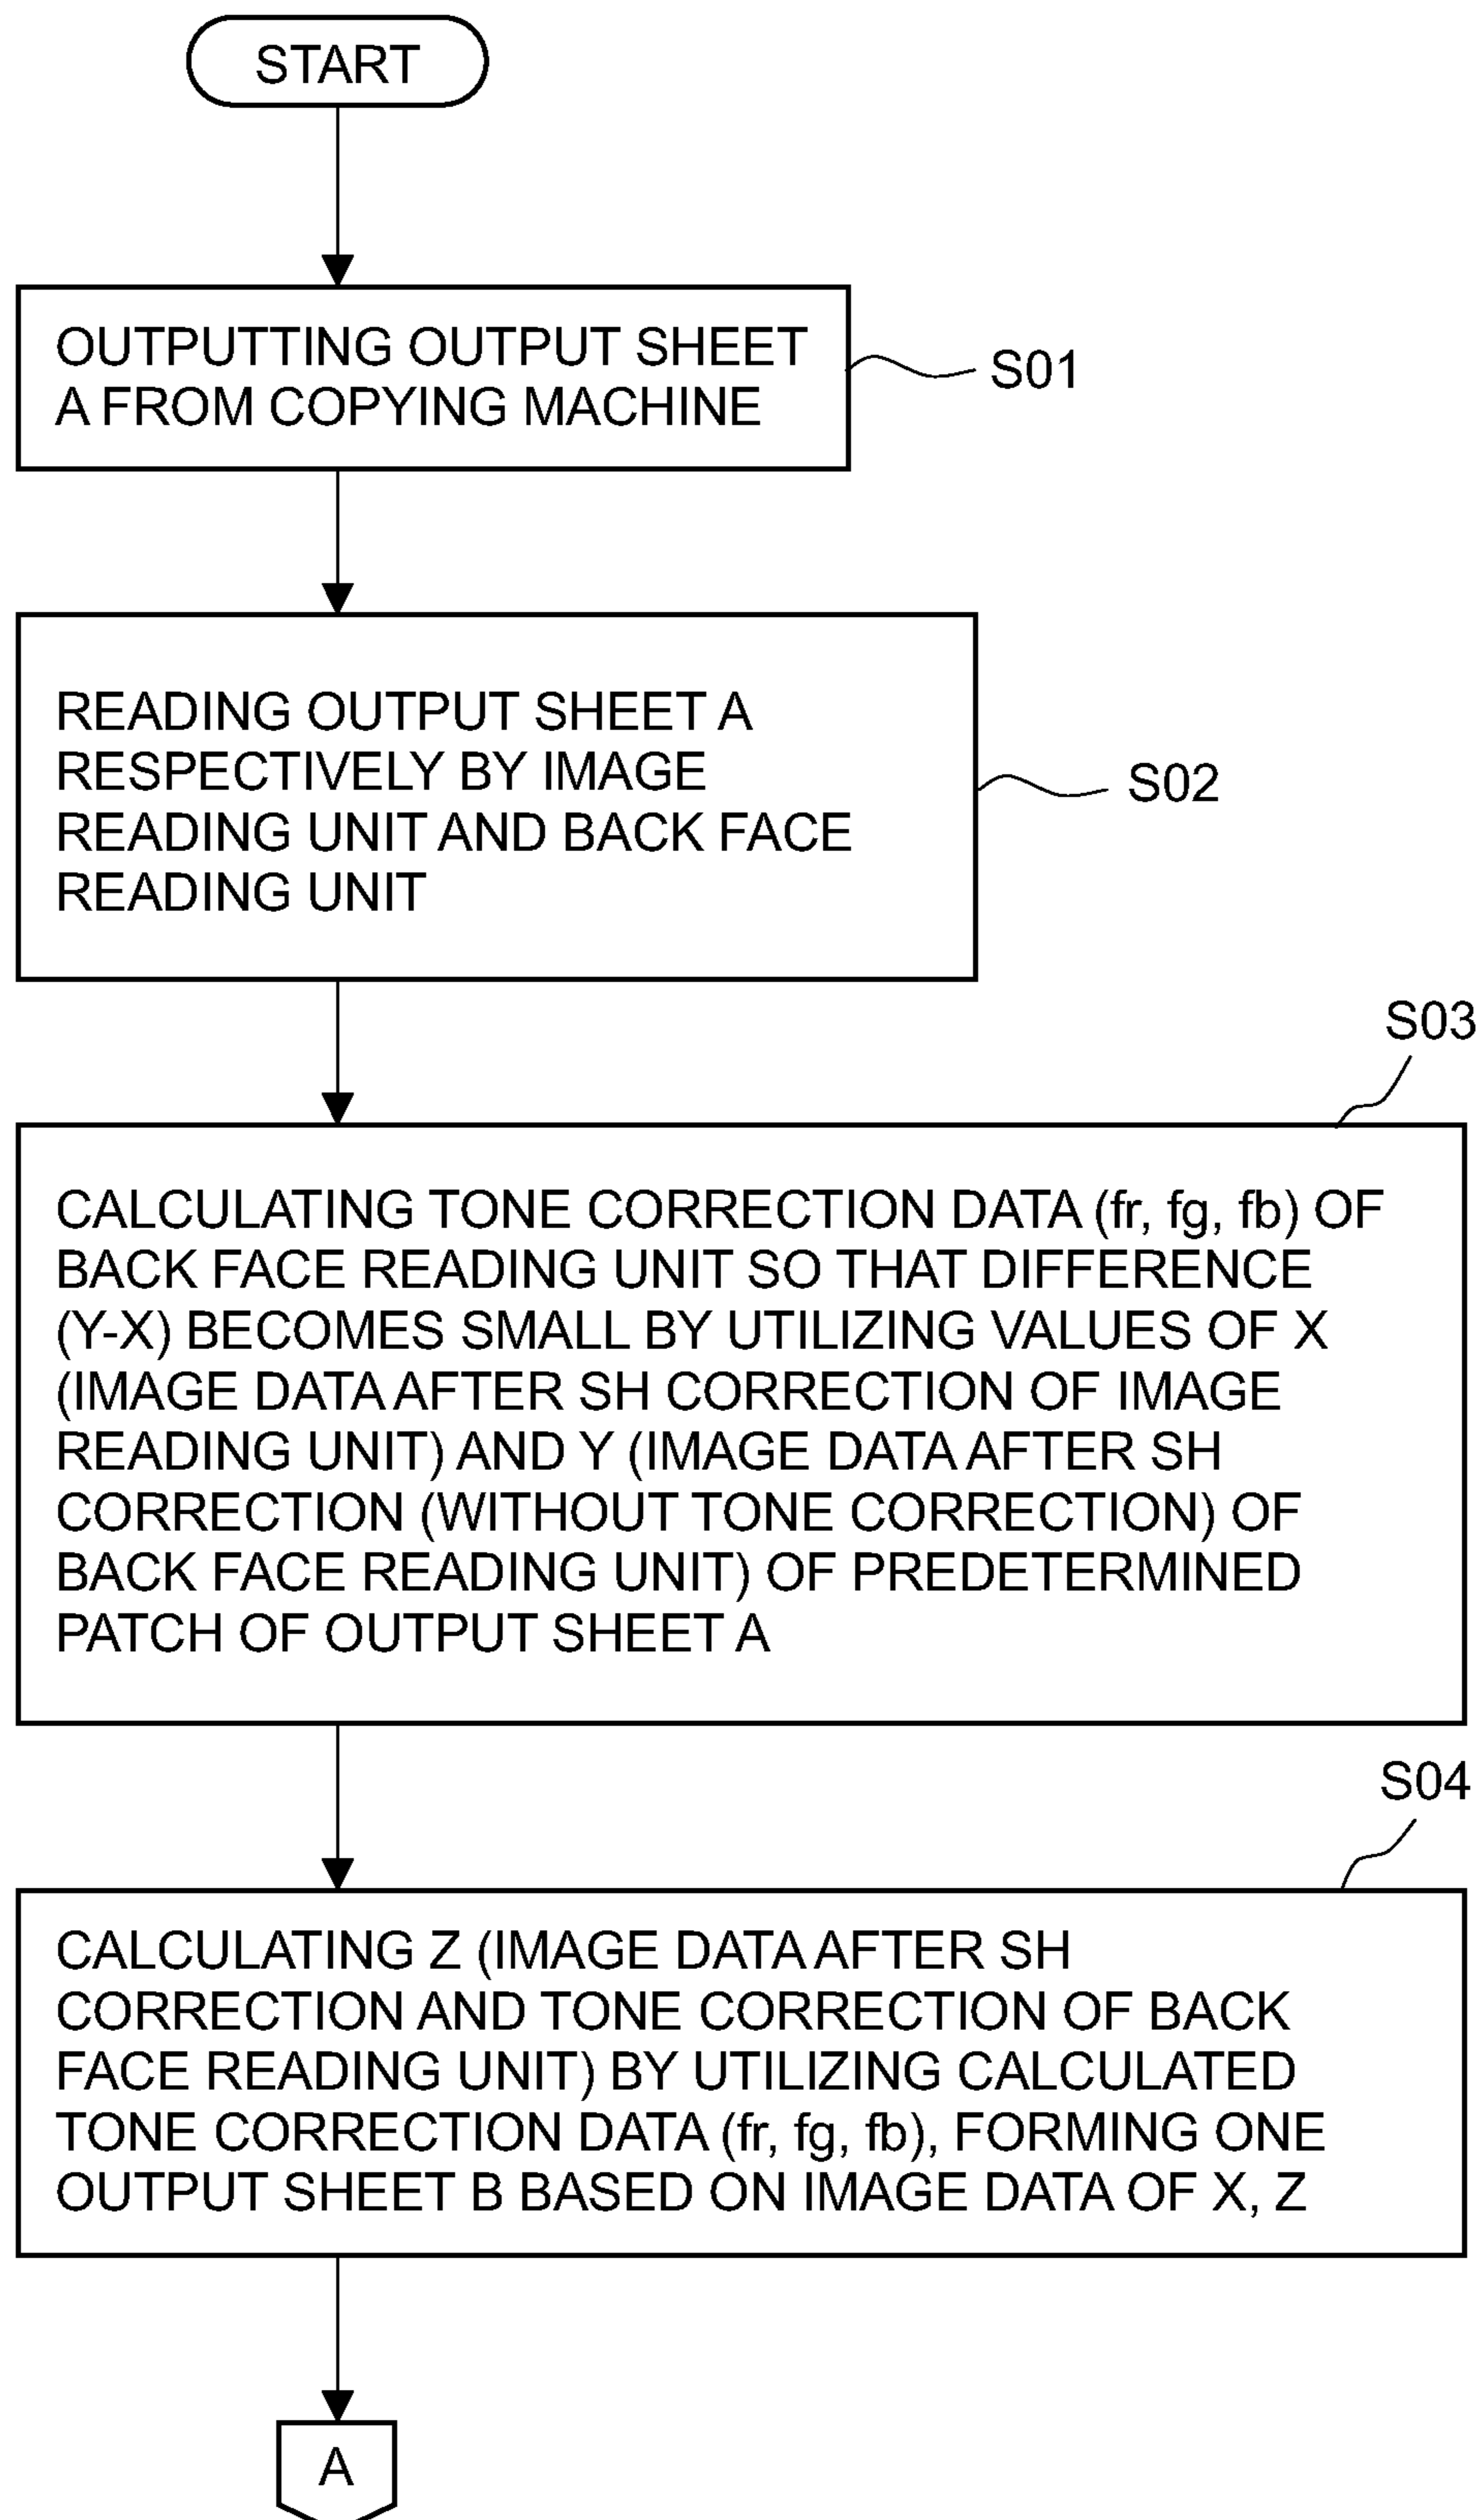 START
OUTPUTTING OUTPUT SHEET
A FROM COPYING MACHINE
S01
READING OUTPUT SHEET A
RESPECTIVELY BY IMAGE
READING UNIT AND BACK FACE
READING UNIT
S02
S03
CALCULATING TONE CORRECTION DATA (fr, fg, fb) OF
BACK FACE READING UNIT SO THAT DIFFERENCE
(Y-X) BECOMES SMALL BY UTILIZING VALUES OF X
(IMAGE DATA AFTER SH CORRECTION OF IMAGE
READING UNIT) AND Y (IMAGE DATA AFTER SH
CORRECTION (WITHOUT TONE CORRECTION) OF
BACK FACE READING UNIT) OF PREDETERMINED
PATCH OF OUTPUT SHEET A
S04
CALCULATING Z (IMAGE DATA AFTER SH
CORRECTION AND TONE CORRECTION OF BACK
FACE READING UNIT) BY UTILIZING CALCULATED
TONE CORRECTION DATA (fr, fg, fb), FORMING ONE
OUTPUT SHEET B BASED ON IMAGE DATA OF X, Z
A